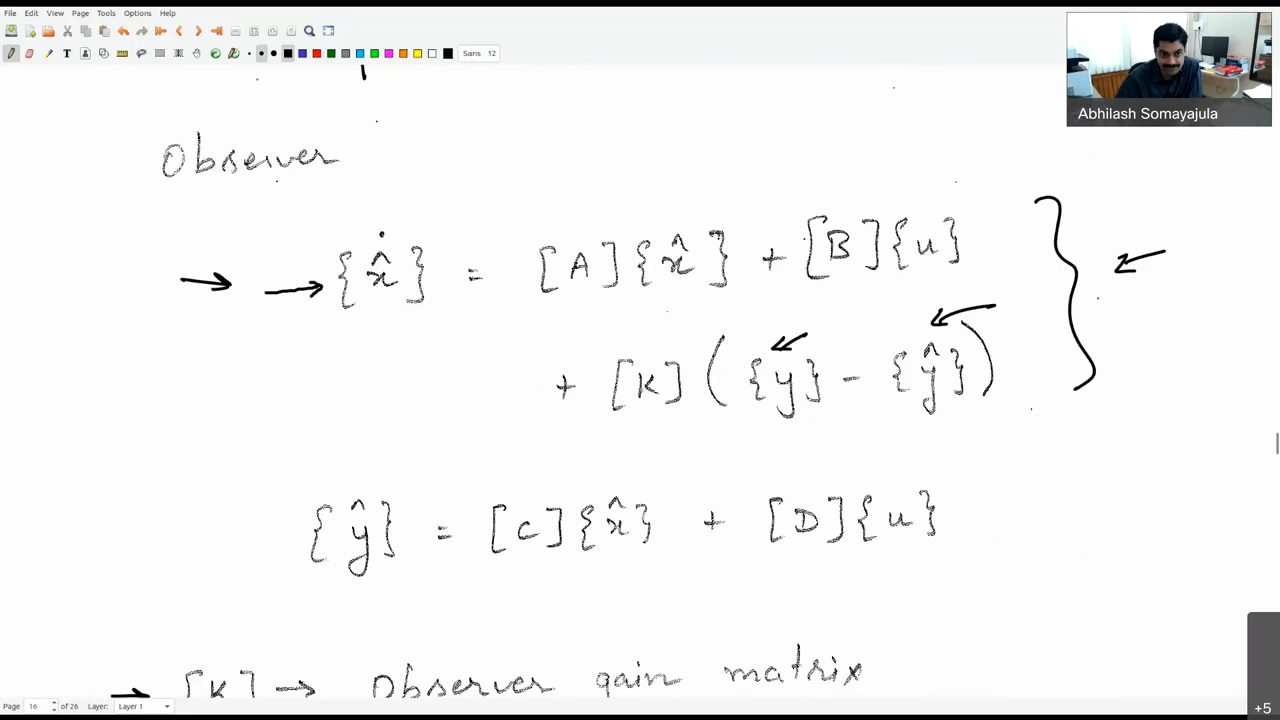 File Edit View Page Tools Options Help
T Sans 12
Abhilash Somayajula
Observer
{x̂̇} = [A]{x̂} + [B]{u}
+ [K] ({y} - {ŷ})
{ŷ} = [C]{x̂} + [D]{u}
[K] → Observer gain matrix
Page 16 of 26 Layer: Layer 1
+5